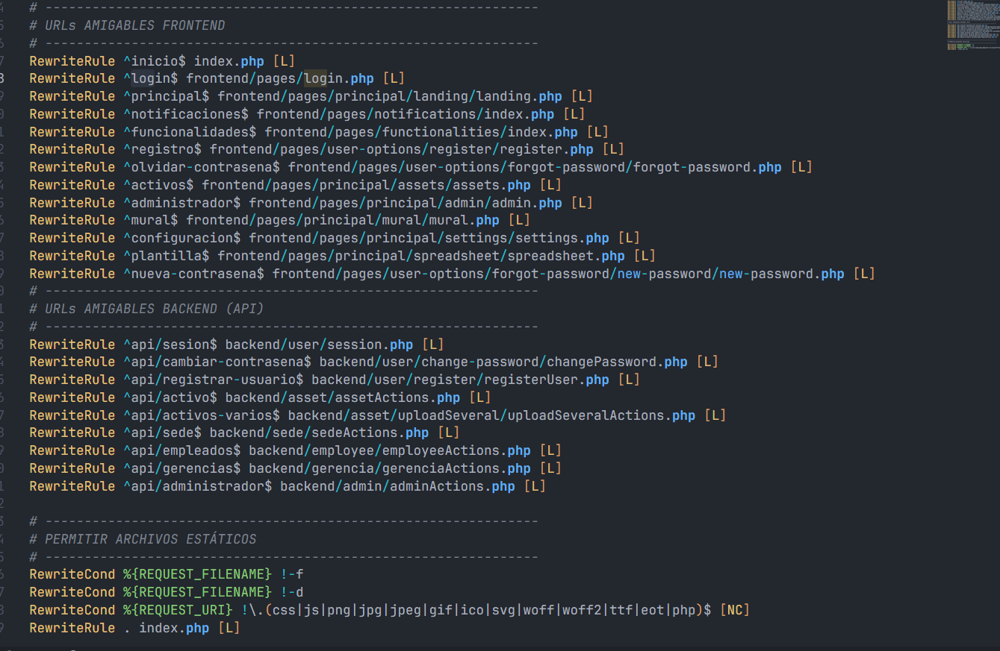 # ---------------------------------------------------------------
# URLs AMIGABLES FRONTEND
# ---------------------------------------------------------------
RewriteRule ^inicio$ index.php [L]
RewriteRule ^login$ frontend/pages/login.php [L]
RewriteRule ^principal$ frontend/pages/principal/landing/landing.php [L]
RewriteRule ^notificaciones$ frontend/pages/notifications/index.php [L]
RewriteRule ^funcionalidades$ frontend/pages/functionalities/index.php [L]
RewriteRule ^registro$ frontend/pages/user-options/register/register.php [L]
RewriteRule ^olvidar-contrasena$ frontend/pages/user-options/forgot-password/forgot-password.php [L]
RewriteRule ^activos$ frontend/pages/principal/assets/assets.php [L]
RewriteRule ^administrador$ frontend/pages/principal/admin/admin.php [L]
RewriteRule ^mural$ frontend/pages/principal/mural/mural.php [L]
RewriteRule ^configuracion$ frontend/pages/principal/settings/settings.php [L]
RewriteRule ^plantilla$ frontend/pages/principal/spreadsheet/spreadsheet.php [L]
RewriteRule ^nueva-contrasena$ frontend/pages/user-options/forgot-password/new-password/new-password.php [L]
# ---------------------------------------------------------------
# URLs AMIGABLES BACKEND (API)
# ---------------------------------------------------------------
RewriteRule ^api/sesion$ backend/user/session.php [L]
RewriteRule ^api/cambiar-contrasena$ backend/user/change-password/changePassword.php [L]
RewriteRule ^api/registrar-usuario$ backend/user/register/registerUser.php [L]
RewriteRule ^api/activo$ backend/asset/assetActions.php [L]
RewriteRule ^api/activos-varios$ backend/asset/uploadSeveral/uploadSeveralActions.php [L]
RewriteRule ^api/sede$ backend/sede/sedeActions.php [L]
RewriteRule ^api/empleados$ backend/employee/employeeActions.php [L]
RewriteRule ^api/gerencias$ backend/gerencia/gerenciaActions.php [L]
RewriteRule ^api/administrador$ backend/admin/adminActions.php [L]
# ---------------------------------------------------------------
# PERMITIR ARCHIVOS ESTÁTICOS
# ---------------------------------------------------------------
RewriteCond %{REQUEST_FILENAME} !-f
RewriteCond %{REQUEST_FILENAME} !-d
RewriteCond %{REQUEST_URI} !\.(css|js|png|jpg|jpeg|gif|ico|svg|woff|woff2|ttf|eot|php)$ [NC]
RewriteRule . index.php [L]